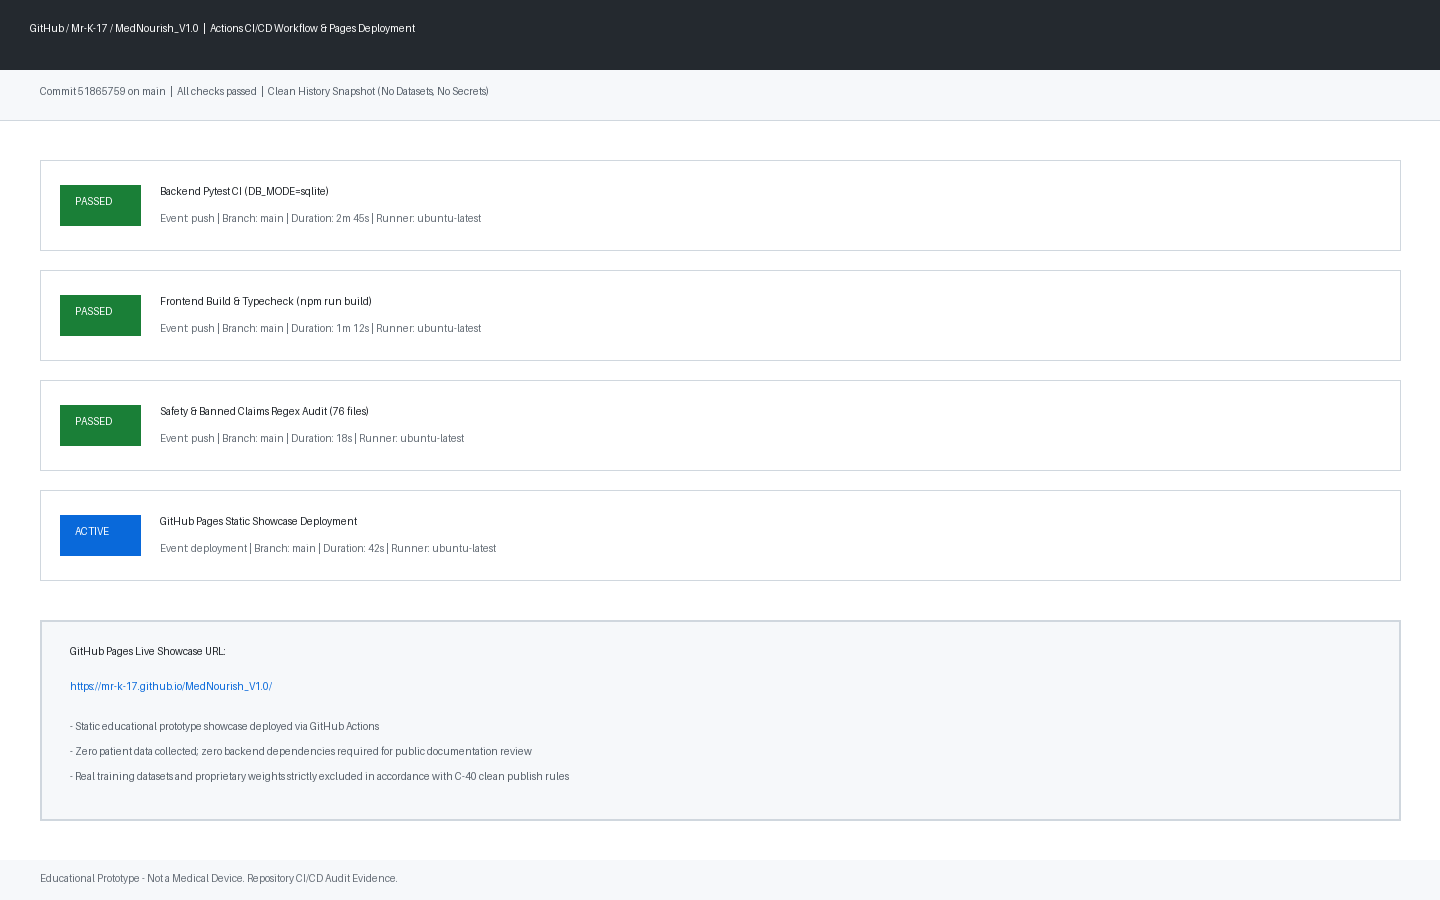 GitHub / Mr-K-17 / MedNourish_V1.0 | Actions CI/CD Workflow & Pages Deployment
Commit 51865759 on main | All checks passed | Clean History Snapshot (No Datasets, No Secrets)
PASSED
Backend Pytest CI (DB_MODE=sqlite)
Event: push | Branch: main | Duration: 2m 45s | Runner: ubuntu-latest
PASSED
Frontend Build & Typecheck (npm run build)
Event: push | Branch: main | Duration: 1m 12s | Runner: ubuntu-latest
PASSED
Safety & Banned Claims Regex Audit (76 files)
Event: push | Branch: main | Duration: 18s | Runner: ubuntu-latest
ACTIVE
GitHub Pages Static Showcase Deployment
Event: deployment | Branch: main | Duration: 42s | Runner: ubuntu-latest
GitHub Pages Live Showcase URL:
https://mr-k-17.github.io/MedNourish_V1.0/
- Static educational prototype showcase deployed via GitHub Actions
- Zero patient data collected; zero backend dependencies required for public documentation review
- Real training datasets and proprietary weights strictly excluded in accordance with C-40 clean publish rules
Educational Prototype - Not a Medical Device. Repository CI/CD Audit Evidence.